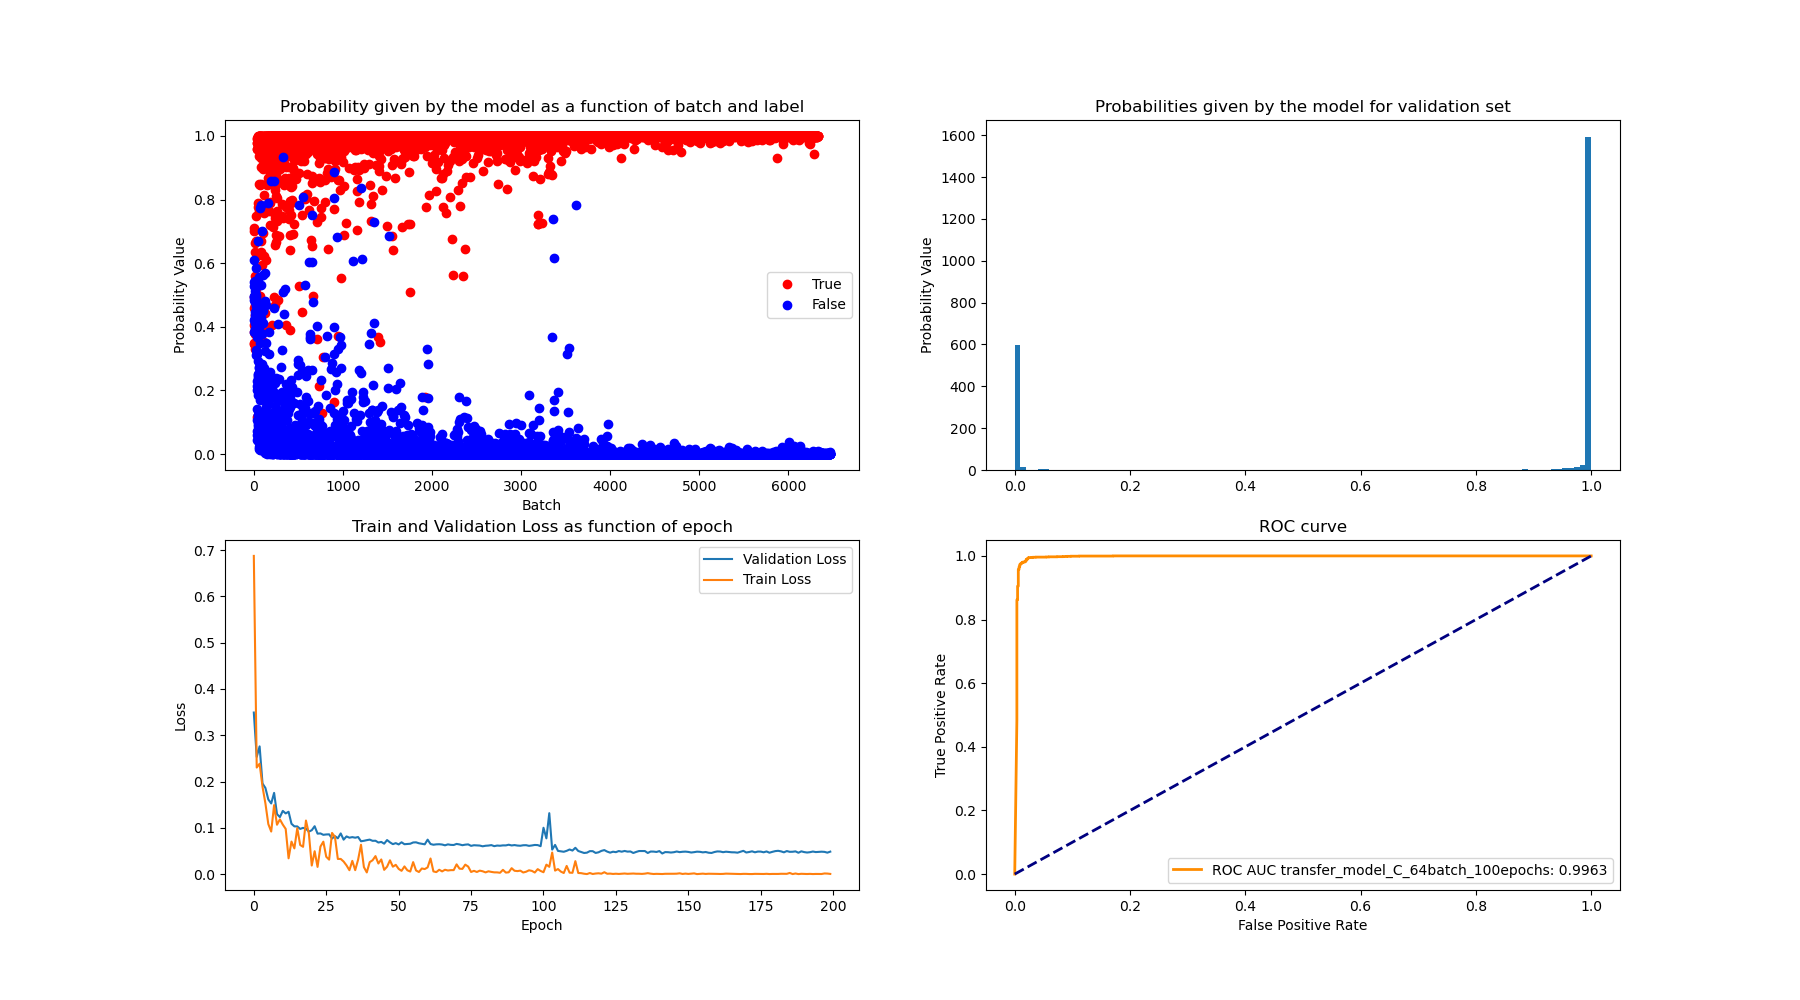 Probability given by the model as a function of batch and label
1.0
0.8
0.6
0.4
0.2
0.0
Probability Value
True
False
0 1000 2000 3000 4000 5000 6000
Batch
Probabilities given by the model for validation set
1600
1400
1200
1000
800
600
400
200
0
Probability Value
0.0 0.2 0.4 0.6 0.8 1.0
Train and Validation Loss as function of epoch
0.7
0.6
0.5
0.4
0.3
0.2
0.1
0.0
Loss
Validation Loss
Train Loss
0 25 50 75 100 125 150 175 200
Epoch
ROC curve
1.0
0.8
0.6
0.4
0.2
0.0
True Positive Rate
ROC AUC transfer_model_C_64batch_100epochs: 0.9963
0.0 0.2 0.4 0.6 0.8 1.0
False Positive Rate